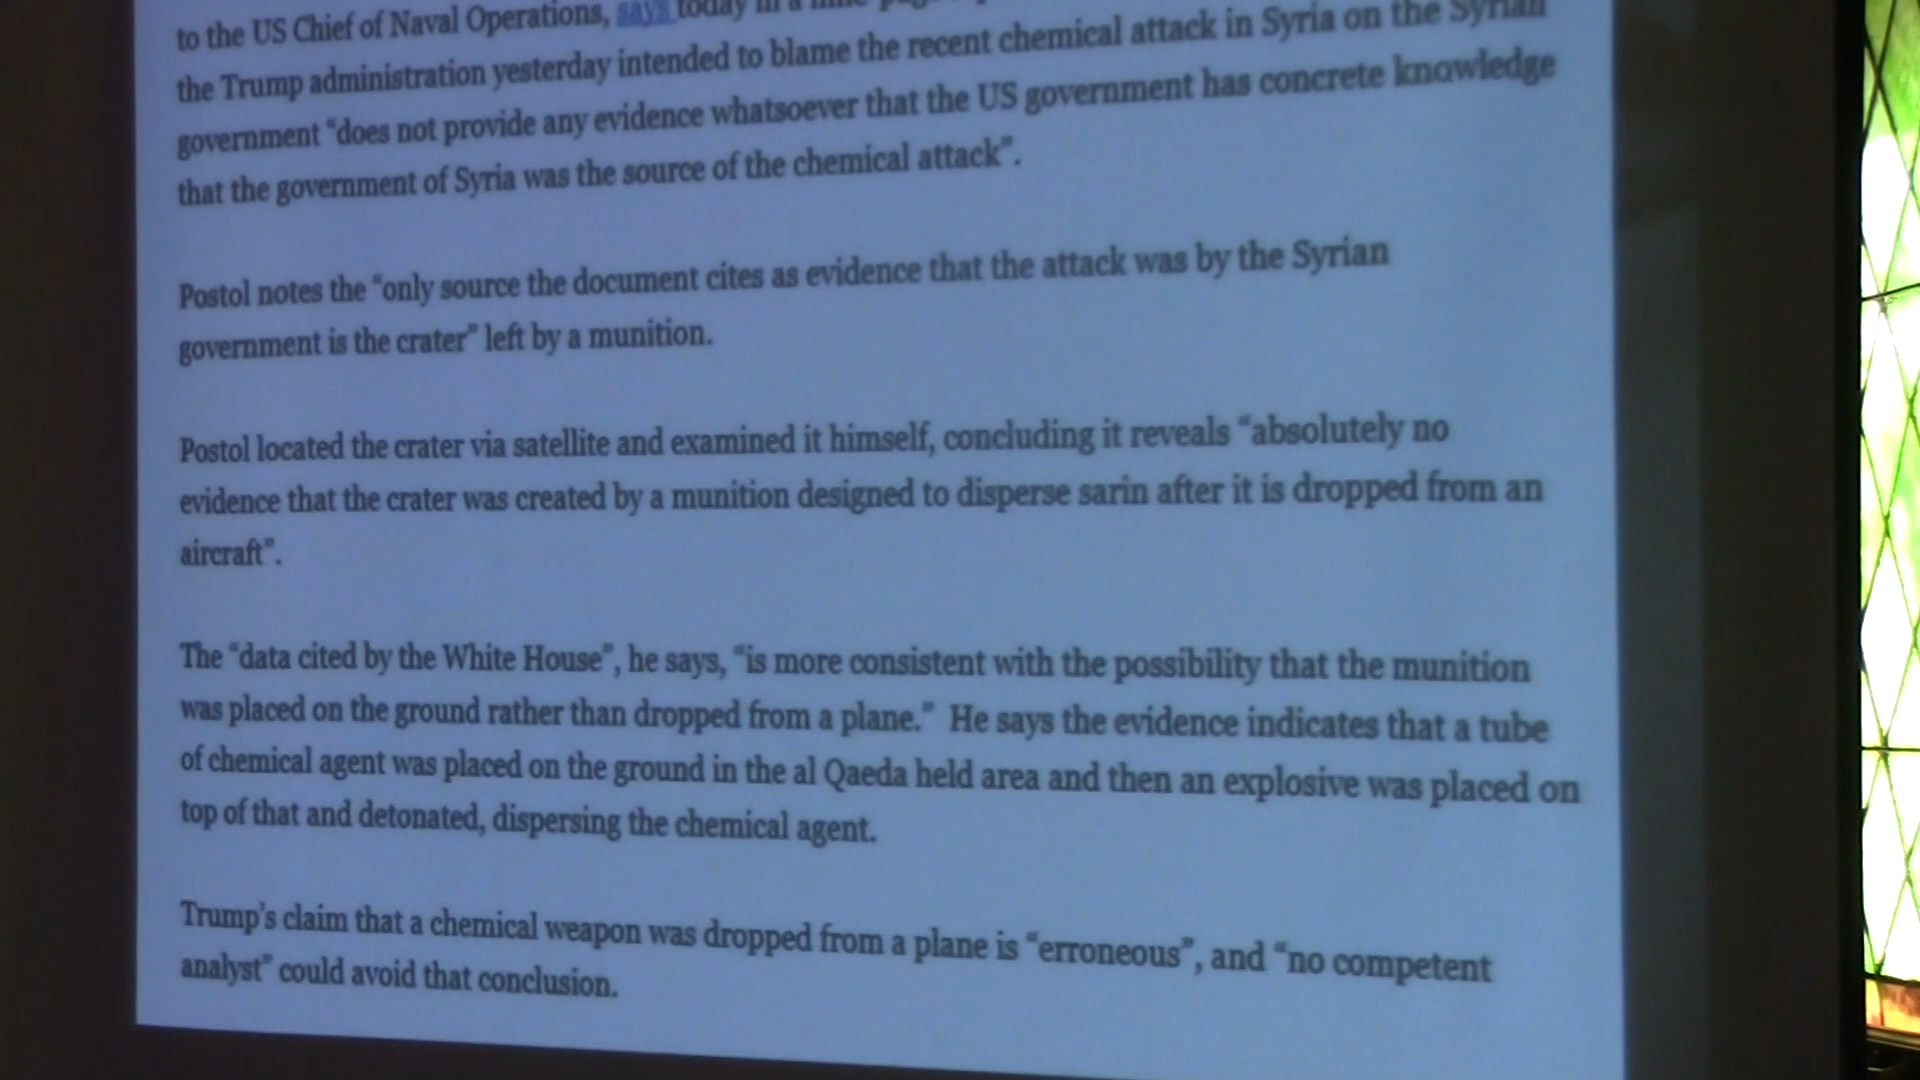 to the US Chief of Naval Operations, says today in a
the Trump administration yesterday intended to blame the recent chemical attack in Syria on the Syrian
government “does not provide any evidence whatsoever that the US government has concrete knowledge
that the government of Syria was the source of the chemical attack”.
Postol notes the “only source the document cites as evidence that the attack was by the Syrian
government is the crater” left by a munition.
Postol located the crater via satellite and examined it himself, concluding it reveals “absolutely no
evidence that the crater was created by a munition designed to disperse sarin after it is dropped from an
aircraft”.
The “data cited by the White House”, he says, “is more consistent with the possibility that the munition
was placed on the ground rather than dropped from a plane.” He says the evidence indicates that a tube
of chemical agent was placed on the ground in the al Qaeda held area and then an explosive was placed on
top of that and detonated, dispersing the chemical agent.
Trump’s claim that a chemical weapon was dropped from a plane is “erroneous”, and “no competent
analyst” could avoid that conclusion.